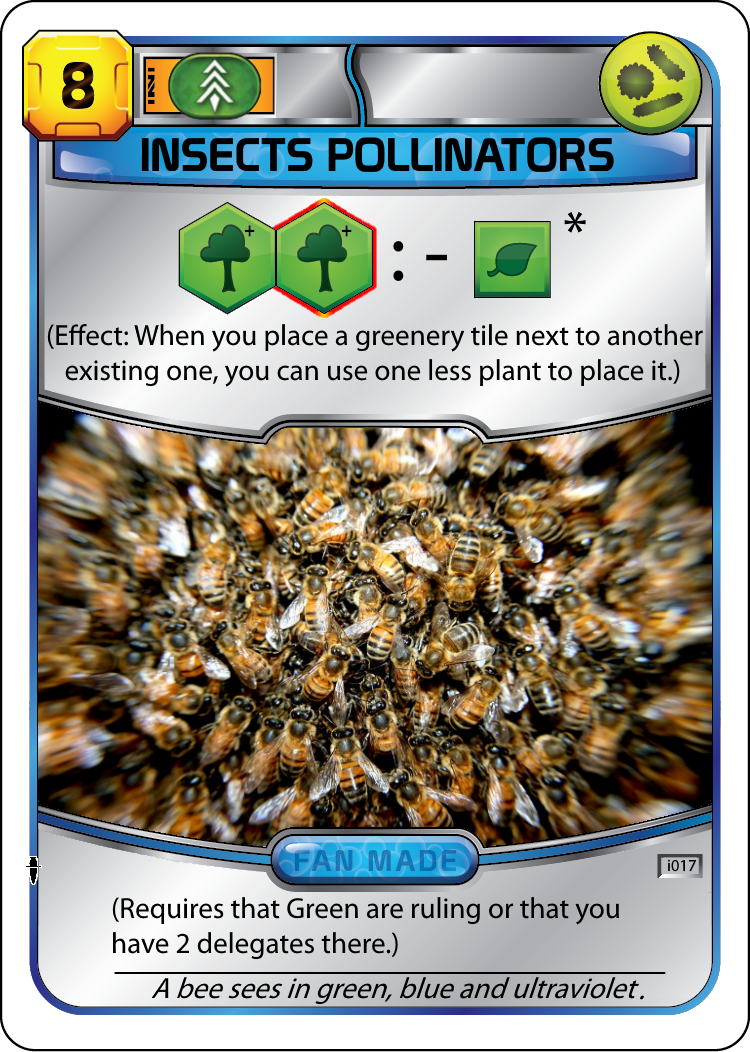 8
INSECTS POLLINATORS
+ +
: - *
(Effect: When you place a greenery tile next to another
existing one, you can use one less plant to place it.)
FAN MADE
i017
(Requires that Green are ruling or that you
have 2 delegates there.)
A bee sees in green, blue and ultraviolet.